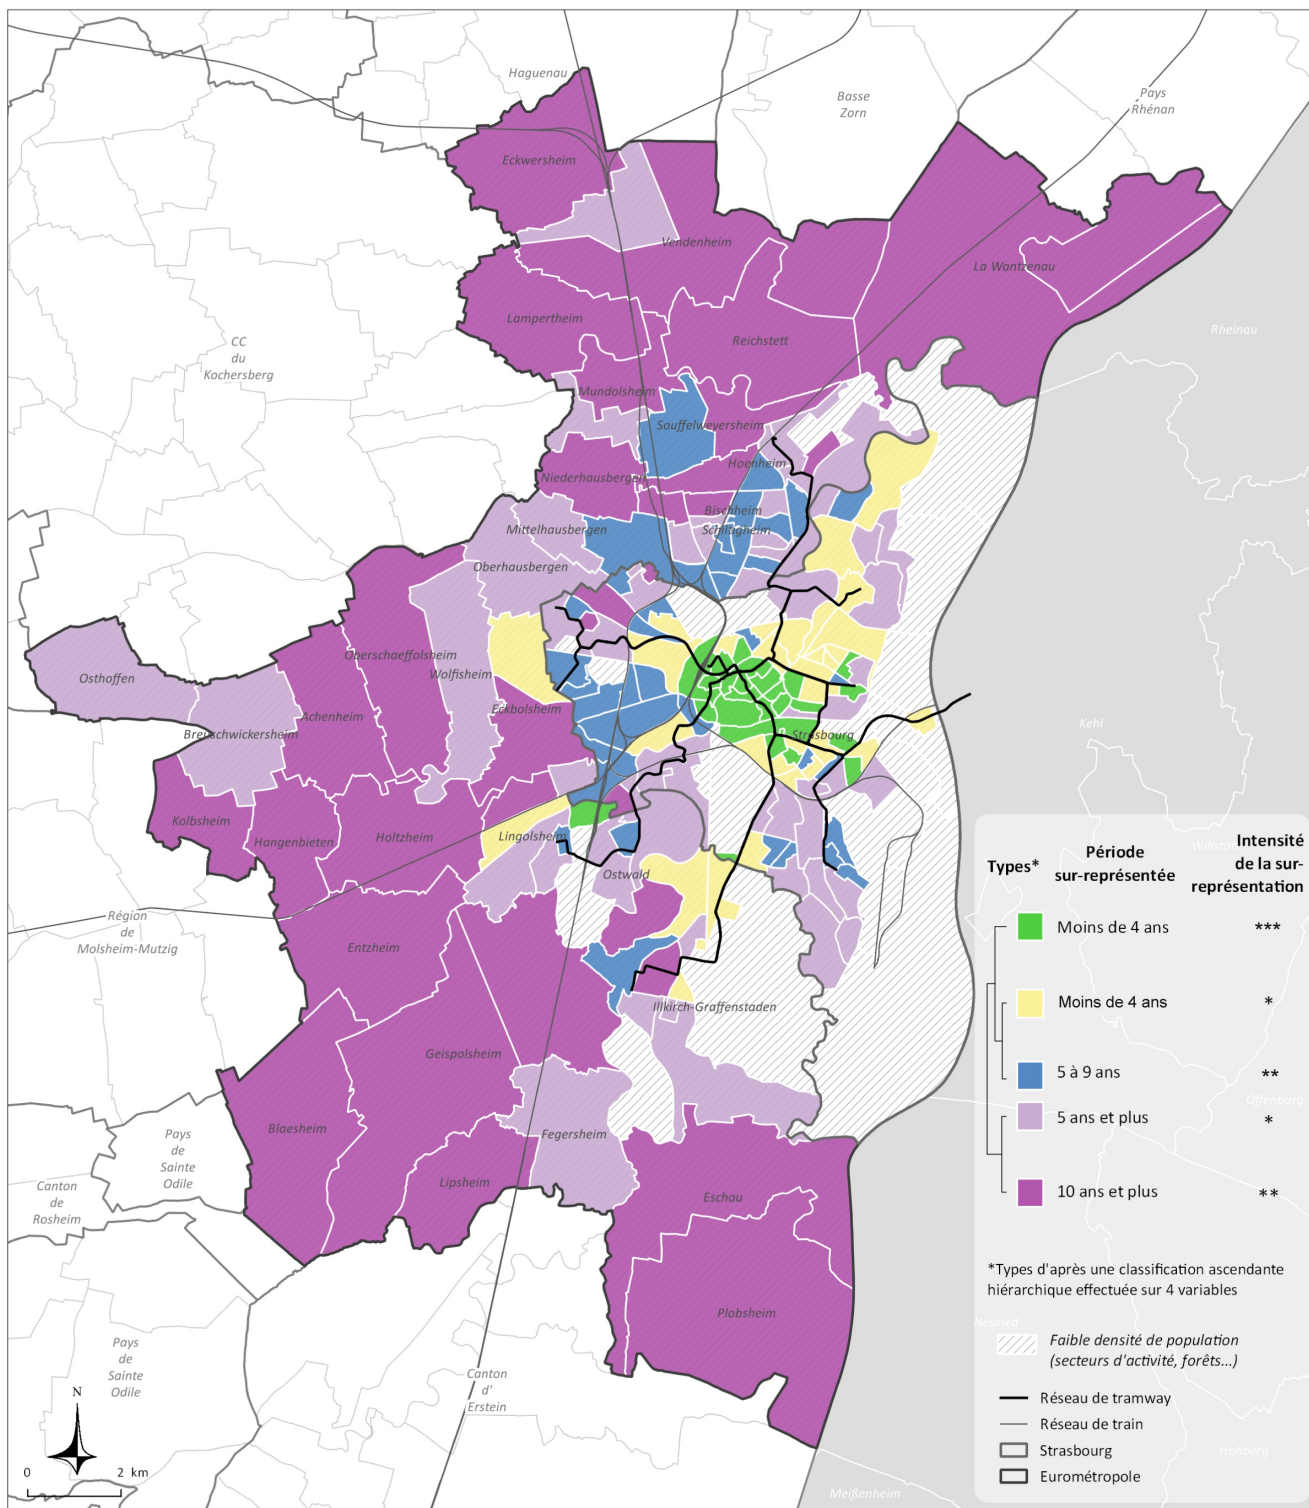 Haguenau
Basse
Zorn
Pays
Rhénan
Eckwersheim
Vendenheim
La Wantzenau
Lampertheim
Reichstett
Rheinau
CC
du
Kochersberg
Mundolsheim
Souffelweyersheim
Hoenheim
Niederhausbergen
Bischheim
Mittelhausbergen
Schiltigheim
Oberhausbergen
Oberschaeffolsheim
Wolfisheim
Osthoffen
Eckbolsheim
Achenheim
Breuschwickersheim
Strasbourg
Kehl
Kolbsheim
Hangenbieten
Holtzheim
Lingolsheim
Ostwald
Région
de
Molsheim-Mutzig
Entzheim
Illkirch-Graffenstaden
Geispolsheim
Blaesheim
Fegersheim
Pays
de
Sainte
Odile
Canton
de
Rosheim
Lipsheim
Eschau
Plobsheim
Pays
de
Sainte
Odile
Canton
d'
Erstein
N
0 2 km
Meißenheim
Types*
Période
sur-représentée
Intensité
de la sur-
représentation
Moins de 4 ans ***
Moins de 4 ans *
5 à 9 ans **
Offenburg
5 ans et plus *
10 ans et plus **
*Types d'après une classification ascendante
hiérarchique effectuée sur 4 variables
Neuried
Faible densité de population
(secteurs d'activité, forêts...)
Réseau de tramway
Réseau de train
Strasbourg
Hohberg
Eurométropole